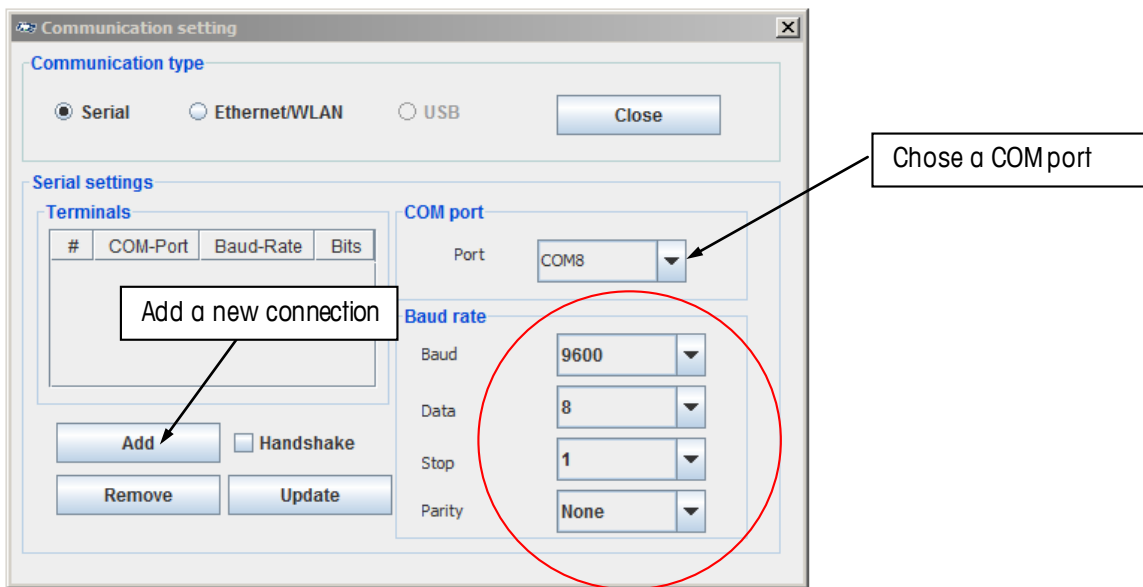 Communication setting
Communication type
Serial
Ethernet/WLAN
USB
Close
Chose a COM port
Serial settings
Terminals
# COM-Port Baud-Rate Bits
COM port
Port COM8
Add a new connection
Baud rate
Baud 9600
Data 8
Stop 1
Parity None
Add
Handshake
Remove
Update